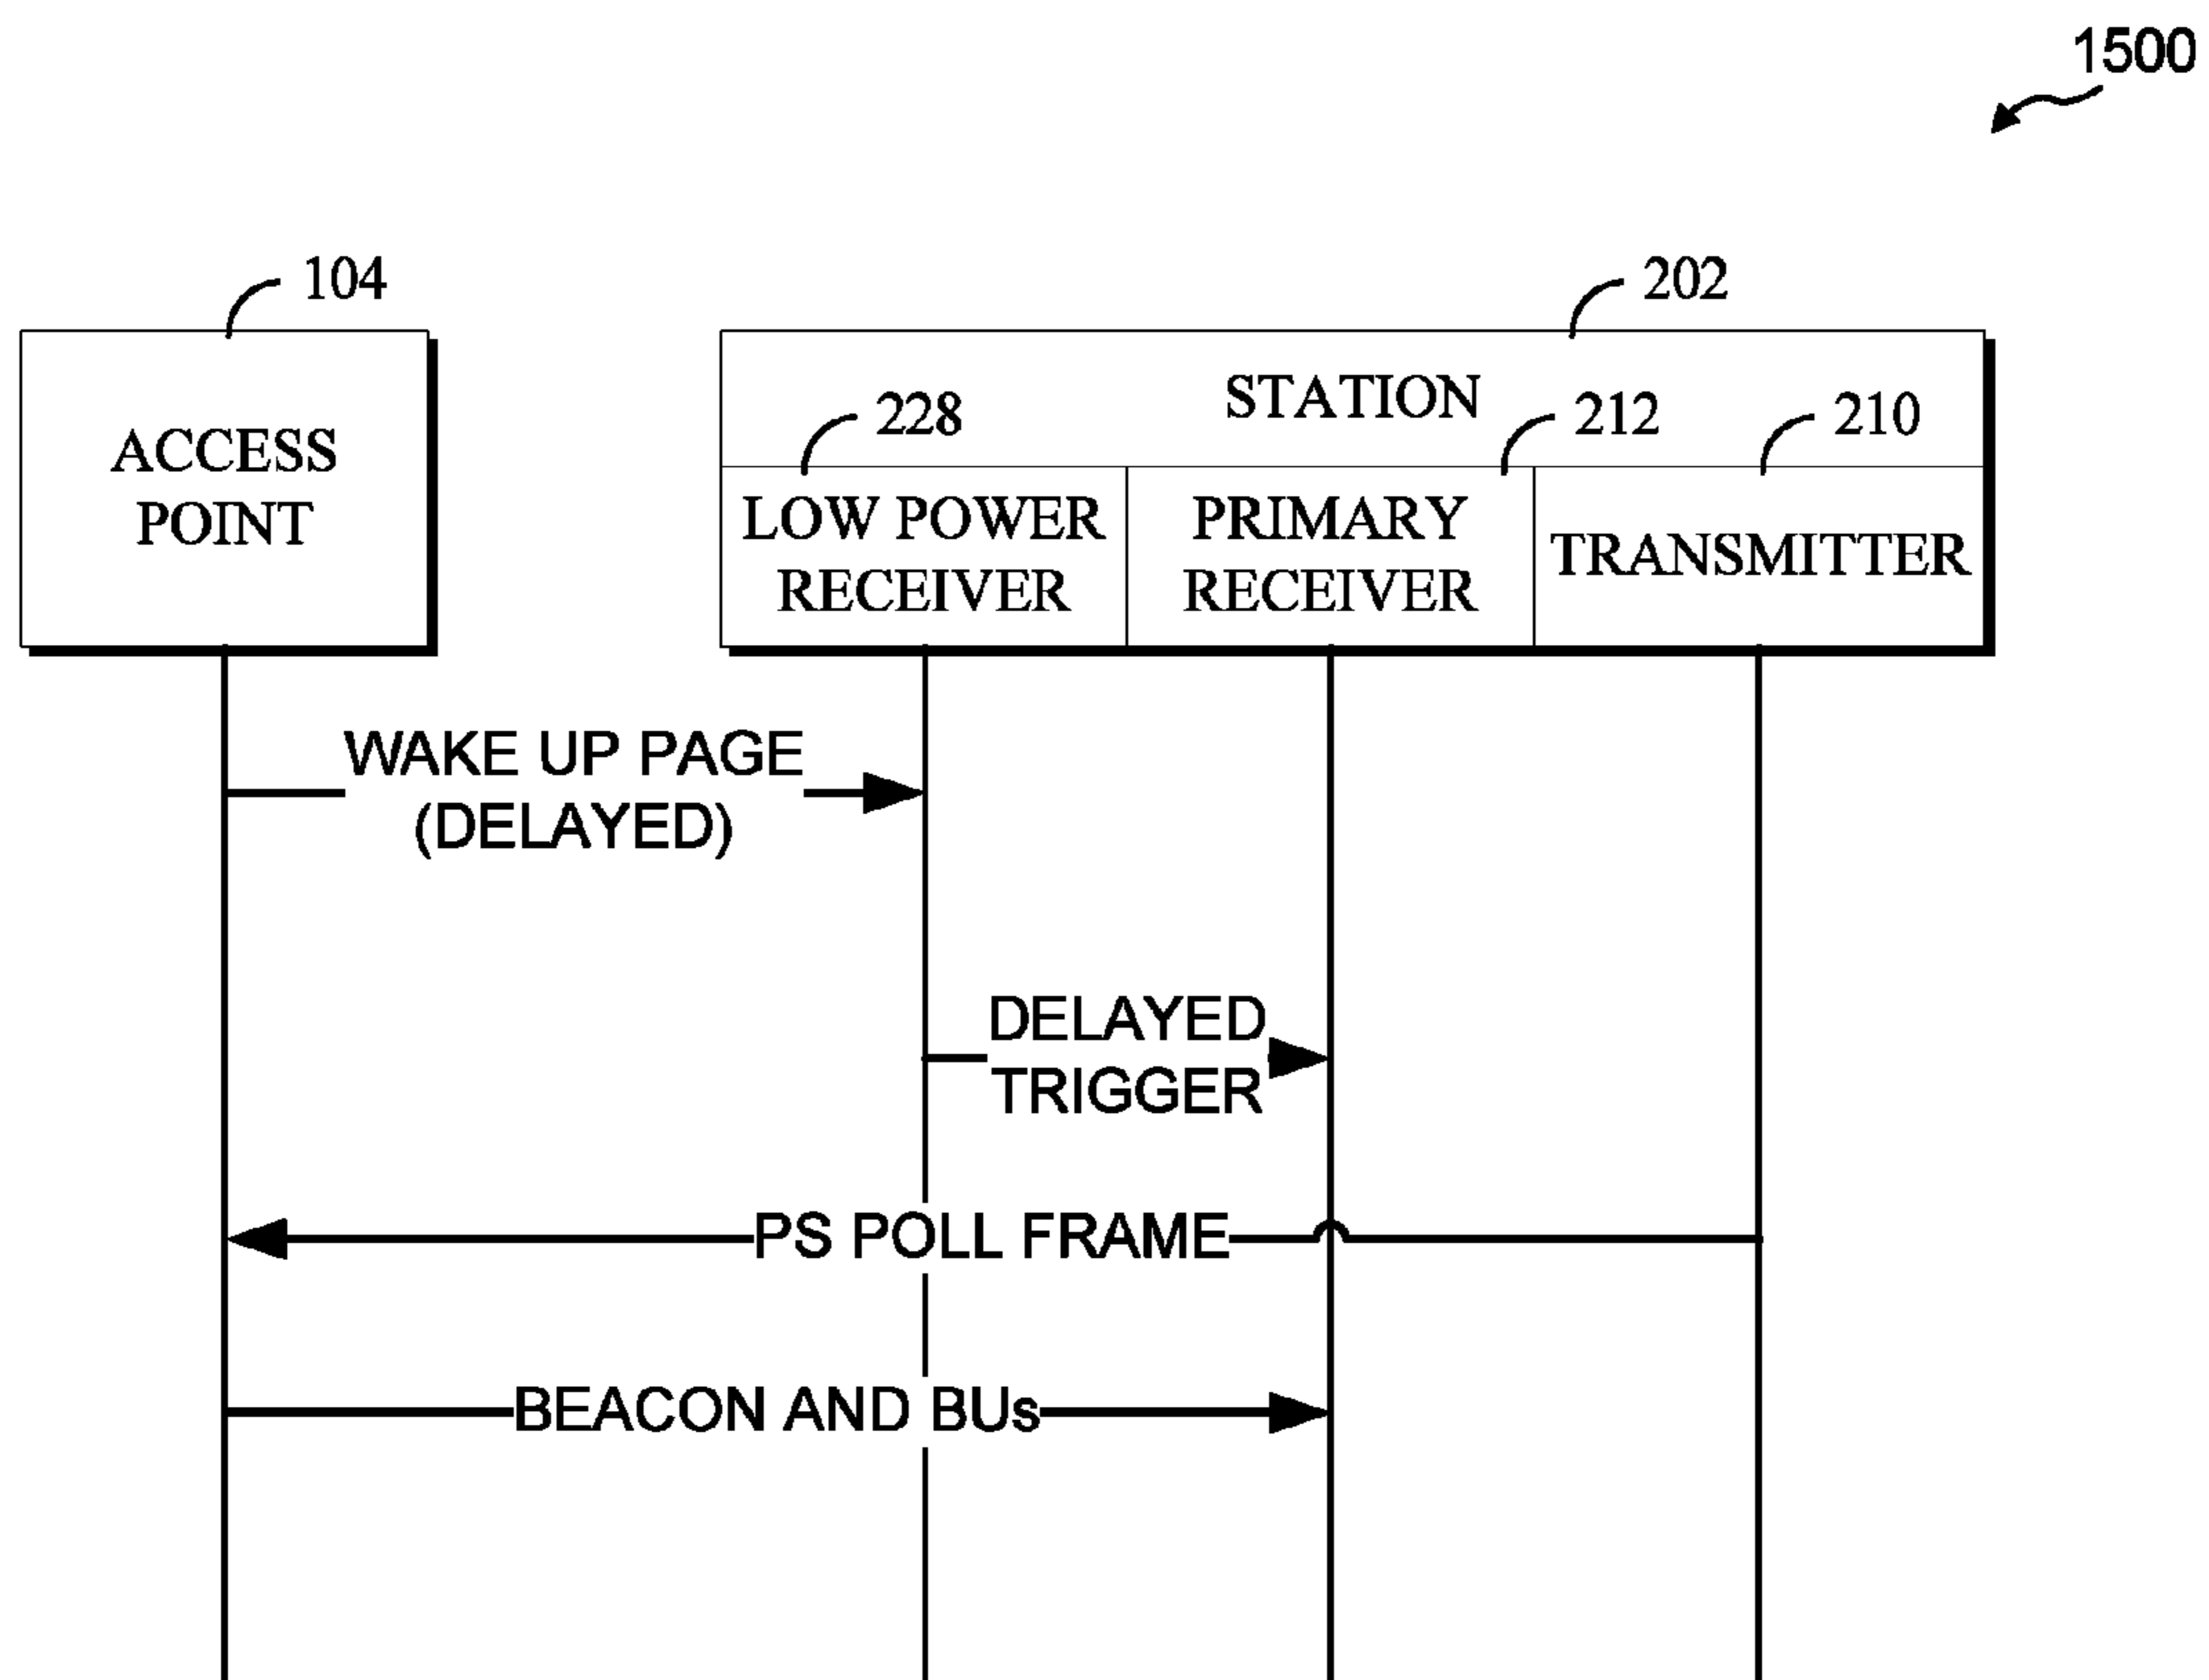 1500
104
202
ACCESS
POINT
STATION
228
212
210
LOW POWER
RECEIVER
PRIMARY
RECEIVER
TRANSMITTER
WAKE UP PAGE
(DELAYED)
DELAYED
TRIGGER
PS POLL FRAME
BEACON AND BUs